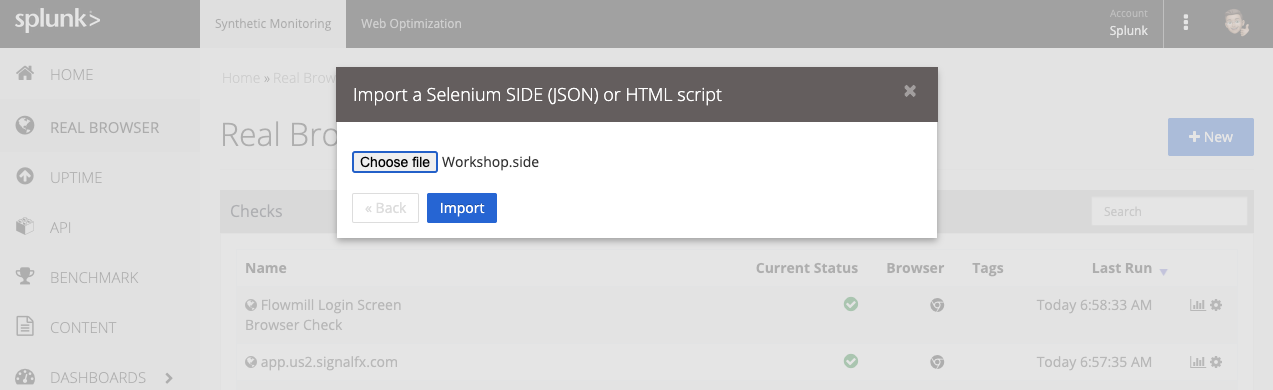 splunk>
Synthetic Monitoring
Web Optimization
Account
Splunk
HOME
REAL BROWSER
UPTIME
API
BENCHMARK
CONTENT
DASHBOARDS
Home » Real Brow
Real Bro
+ New
Import a Selenium SIDE (JSON) or HTML script
×
Choose file Workshop.side
« Back Import
Checks
Search
Name Current Status Browser Tags Last Run
Flowmill Login Screen Today 6:58:33 AM
Browser Check
app.us2.signalfx.com Today 6:57:35 AM